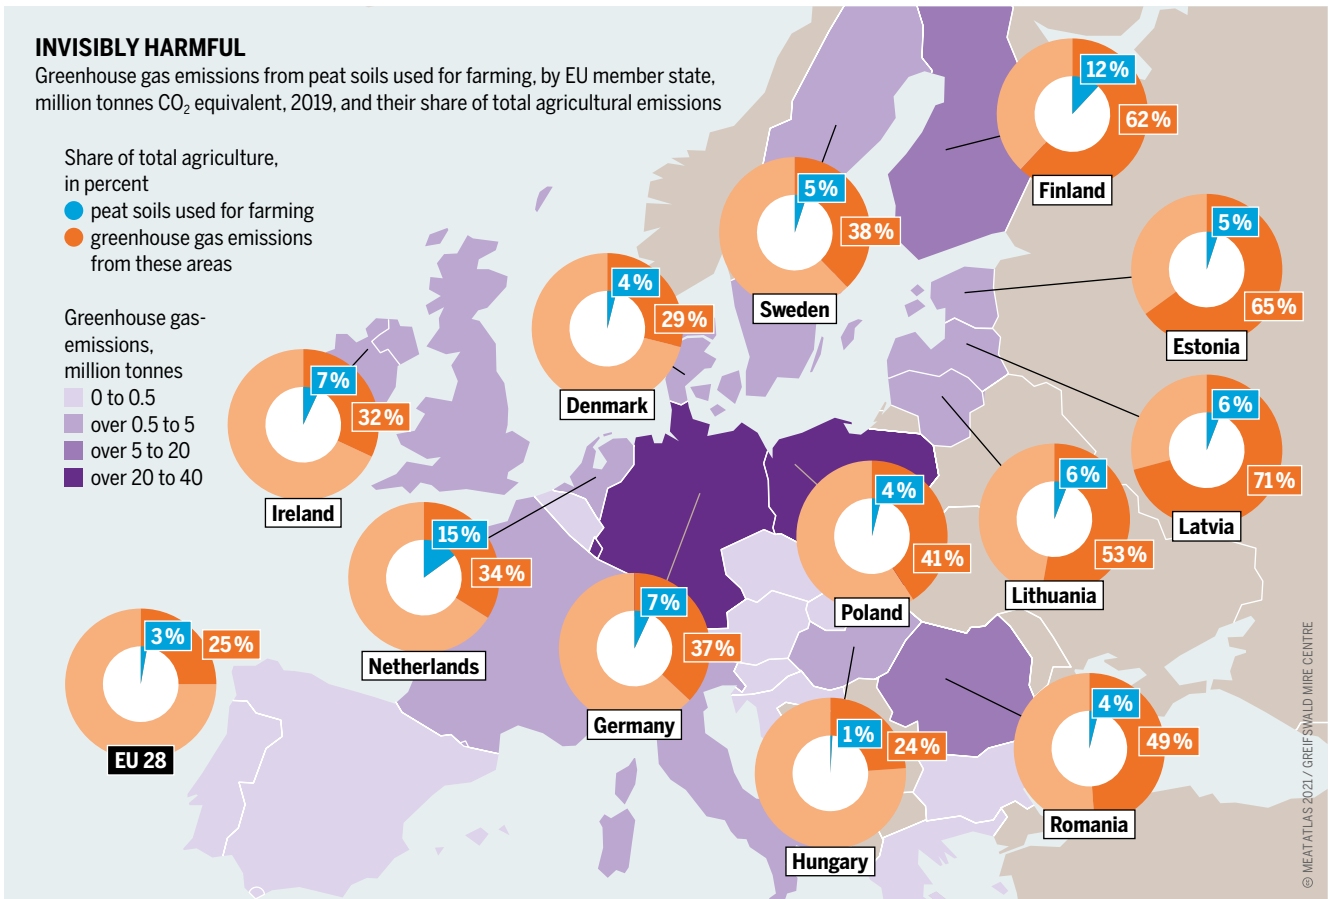 INVISIBLY HARMFUL
Greenhouse gas emissions from peat soils used for farming, by EU member state,
million tonnes CO₂ equivalent, 2019, and their share of total agricultural emissions
Share of total agriculture,
in percent
peat soils used for farming
greenhouse gas emissions
from these areas
Greenhouse gas-
emissions,
million tonnes
0 to 0.5
over 0.5 to 5
over 5 to 20
over 20 to 40
12 %
62 %
Finland
5 %
38 %
Sweden
5 %
65 %
Estonia
4 %
29 %
Denmark
7 %
32 %
Ireland
6 %
71 %
Latvia
6 %
53 %
Lithuania
4 %
41 %
Poland
15 %
34 %
Netherlands
7 %
37 %
Germany
3 %
25 %
EU 28
1 %
24 %
Hungary
4 %
49 %
Romania
© MEAT ATLAS 2021 / GREIFSWALD MIRE CENTRE